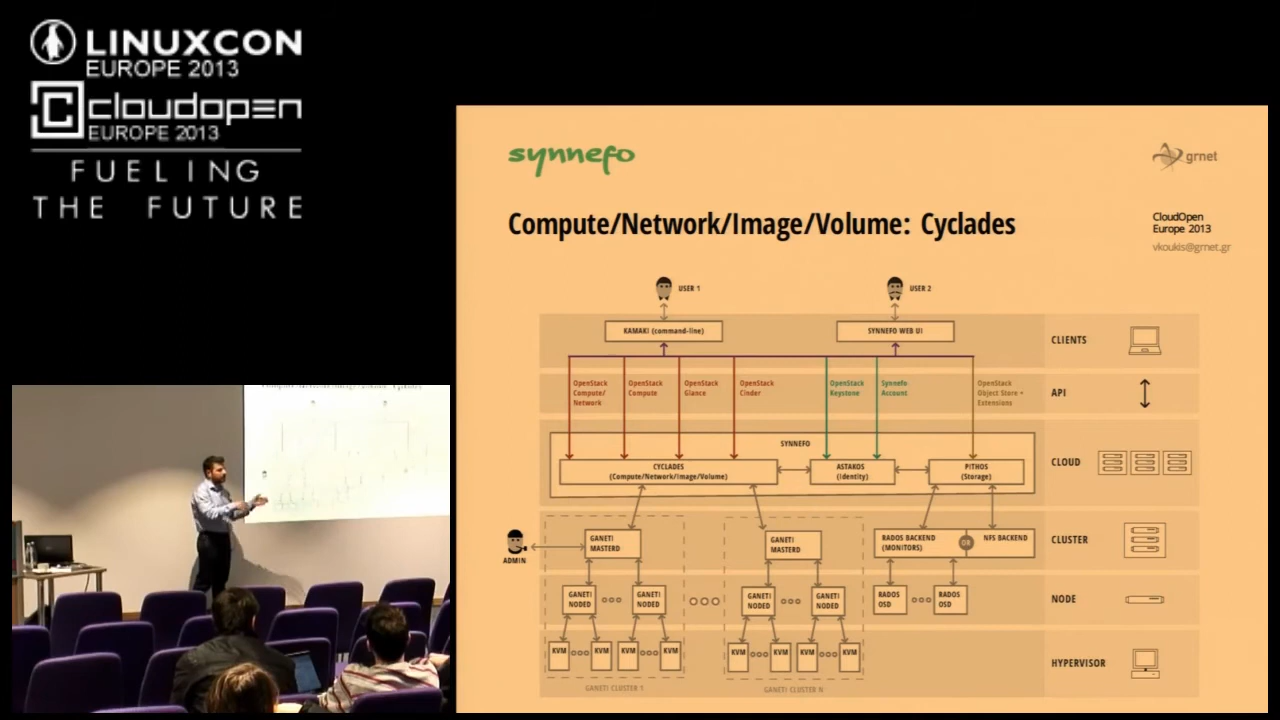 LINUXCON
EUROPE 2013
cloudopen
EUROPE 2013
FUELING
THE FUTURE
synnefo
grnet
Compute/Network/Image/Volume: Cyclades
CloudOpen
Europe 2013
vkoukis@grnet.gr
USER 1
USER 2
KAMAKI (command-line)
SYNNEFO WEB UI
CLIENTS
OpenStack
Compute/
Network
OpenStack
Compute
OpenStack
Glance
OpenStack
Cinder
OpenStack
Keystone
Synnefo
Account
OpenStack
Object Store +
Extensions
API
SYNNEFO
CYCLADES
(Compute/Network/Image/Volume)
ASTAKOS
(Identity)
PITHOS
(Storage)
CLOUD
ADMIN
GANETI
MASTERD
GANETI
MASTERD
RADOS BACKEND
(MONITORS)
OR
NFS BACKEND
CLUSTER
GANETI
NODED
GANETI
NODED
GANETI
NODED
GANETI
NODED
RADOS
OSD
RADOS
OSD
NODE
KVM
KVM
KVM
KVM
KVM
KVM
KVM
KVM
HYPERVISOR
GANETI CLUSTER 1
GANETI CLUSTER N